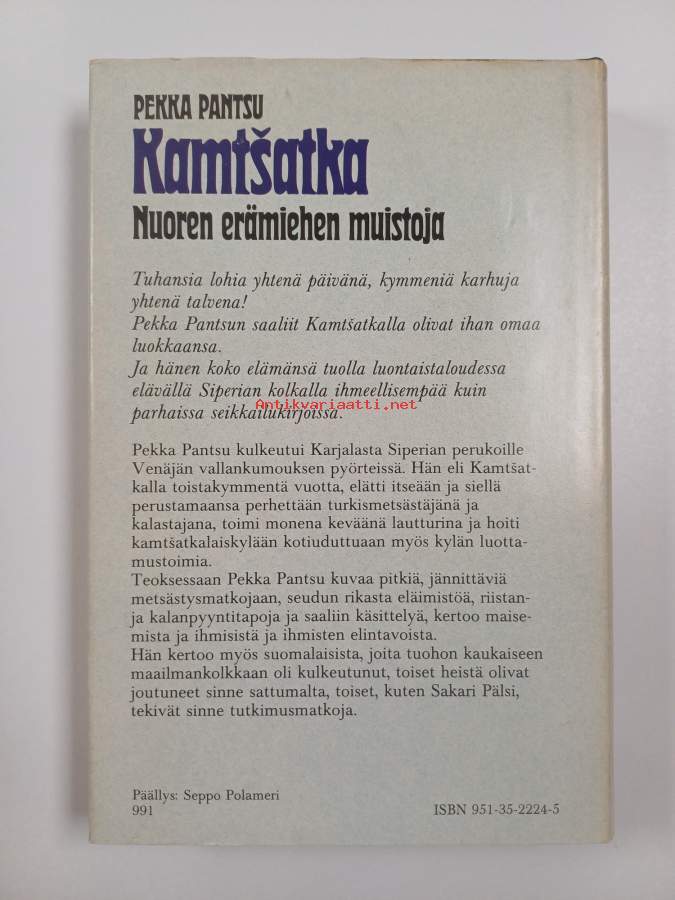 PEKKA PANTSU
Kamtšatka
Nuoren erämiehen muistoja
Tuhansia lohia yhtenä päivänä, kymmeniä karhuja
yhtenä talvena!
Pekka Pantsun saaliit Kamtšatkalla olivat ihan omaa
luokkaansa.
Ja hänen koko elämänsä tuolla luontaistaloudessa
elävällä Siperian kolkalla ihmeellisempää kuin
Antikvariaatti.net
parhaissa seikkailukirjoissa.
Pekka Pantsu kulkeutui Karjalasta Siperian perukoille
Venäjän vallankumouksen pyörteissä. Hän eli Kamtšat-
kalla toistakymmentä vuotta, elätti itseään ja siellä
perustamaansa perhettään turkismetsästäjänä ja
kalastajana, toimi monena keväänä lautturina ja hoiti
kamtšatkalaiskylään kotiuduttuaan myös kylän luotta-
mustoimia.
Teoksessaan Pekka Pantsu kuvaa pitkiä, jännittäviä
metsästysmatkojaan, seudun rikasta eläimistöä, riistan-
ja kalanpyyntitapoja ja saaliin käsittelyä, kertoo maise-
mista ja ihmisistä ja ihmisten elintavoista.
Hän kertoo myös suomalaisista, joita tuohon kaukaiseen
maailmankolkkaan oli kulkeutunut, toiset heistä olivat
joutuneet sinne sattumalta, toiset, kuten Sakari Pälsi,
tekivät sinne tutkimusmatkoja.
Päällys: Seppo Polameri
991
ISBN 951-35-2224-5